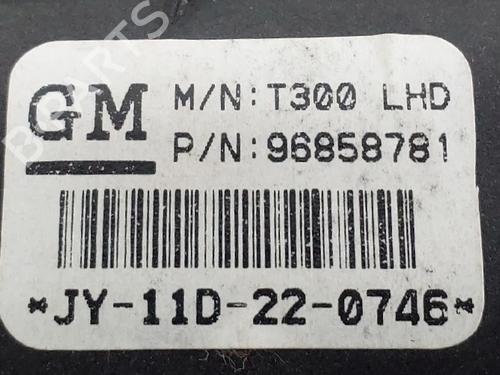 GM
M/N:T300 LHD
P/N:96858781
*JY-11D-22-0746*